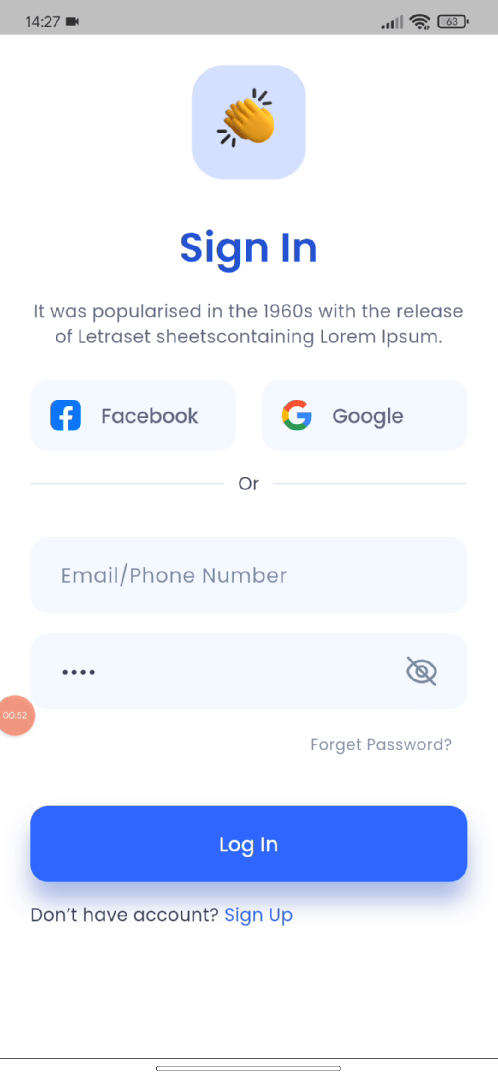 14:27
63
Sign In
It was popularised in the 1960s with the release
of Letraset sheetscontaining Lorem Ipsum.
Facebook
Google
Or
Email/Phone Number
••••
00:52
Forget Password?
Log In
Don't have account? Sign Up